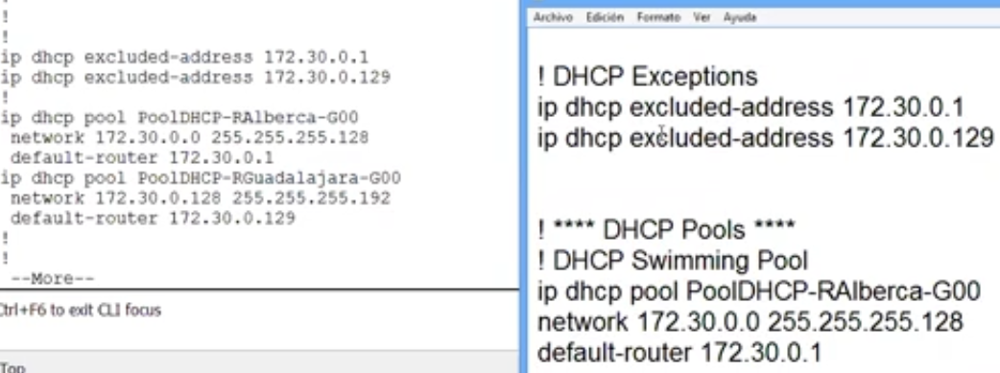 !
!
!
ip dhcp excluded-address 172.30.0.1
ip dhcp excluded-address 172.30.0.129
!
ip dhcp pool PoolDHCP-RAlberca-G00
network 172.30.0.0 255.255.255.128
default-router 172.30.0.1
ip dhcp pool PoolDHCP-RGuadalajara-G00
network 172.30.0.128 255.255.255.192
default-router 172.30.0.129
!
!
--More--
Ctrl+F6 to exit CLI focus
Top
Archivo Edición Formato Ver Ayuda
! DHCP Exceptions
ip dhcp excluded-address 172.30.0.1
ip dhcp excluded-address 172.30.0.129
! **** DHCP Pools ****
! DHCP Swimming Pool
ip dhcp pool PoolDHCP-RAlberca-G00
network 172.30.0.0 255.255.255.128
default-router 172.30.0.1